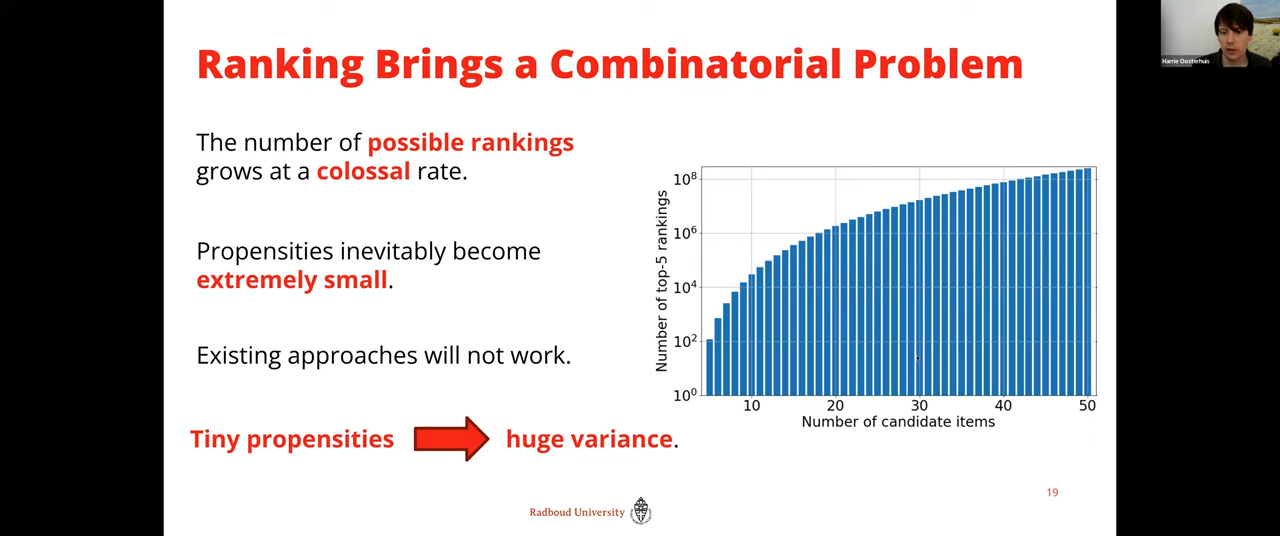 Ranking Brings a Combinatorial Problem
Harrie Oosterhuis
The number of possible rankings
grows at a colossal rate.
Propensities inevitably become
extremely small.
Existing approaches will not work.
Tiny propensities
huge variance.
Number of top-5 rankings
10⁸
10⁶
10⁴
10²
10⁰
10 20 30 40 50
Number of candidate items
19
Radboud University